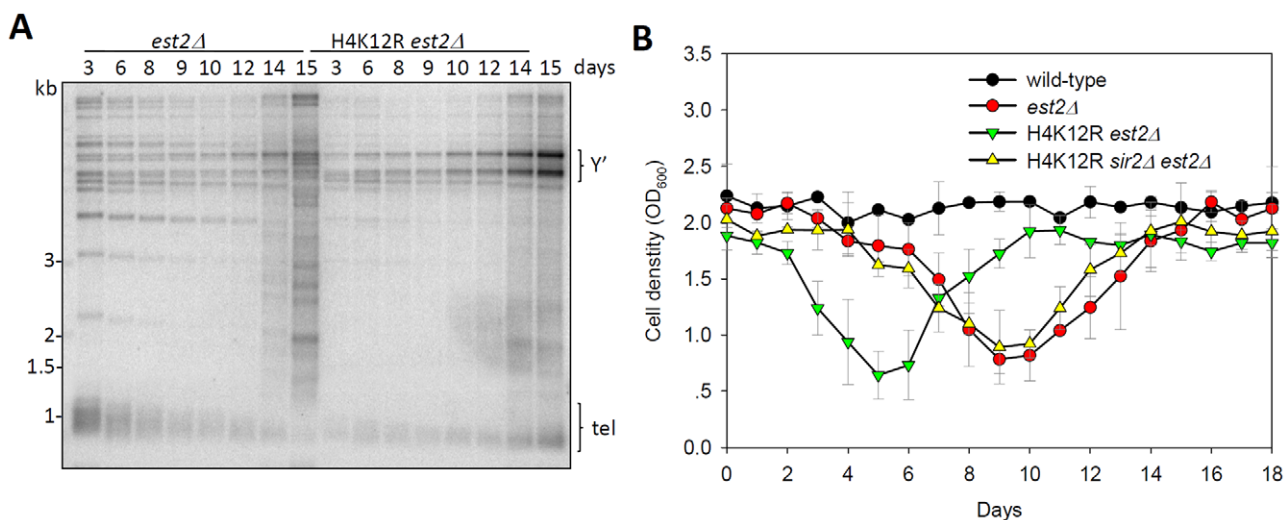 A
est2Δ H4K12R est2Δ
3 6 8 9 10 12 14 15 3 6 8 9 10 12 14 15 days
kb
3
2
1.5
1
Y’
tel
B
3.5
3.0
2.5
2.0
1.5
1.0
.5
0.0
Cell density (OD600)
wild-type
est2Δ
H4K12R est2Δ
H4K12R sir2Δ est2Δ
0 2 4 6 8 10 12 14 16 18
Days